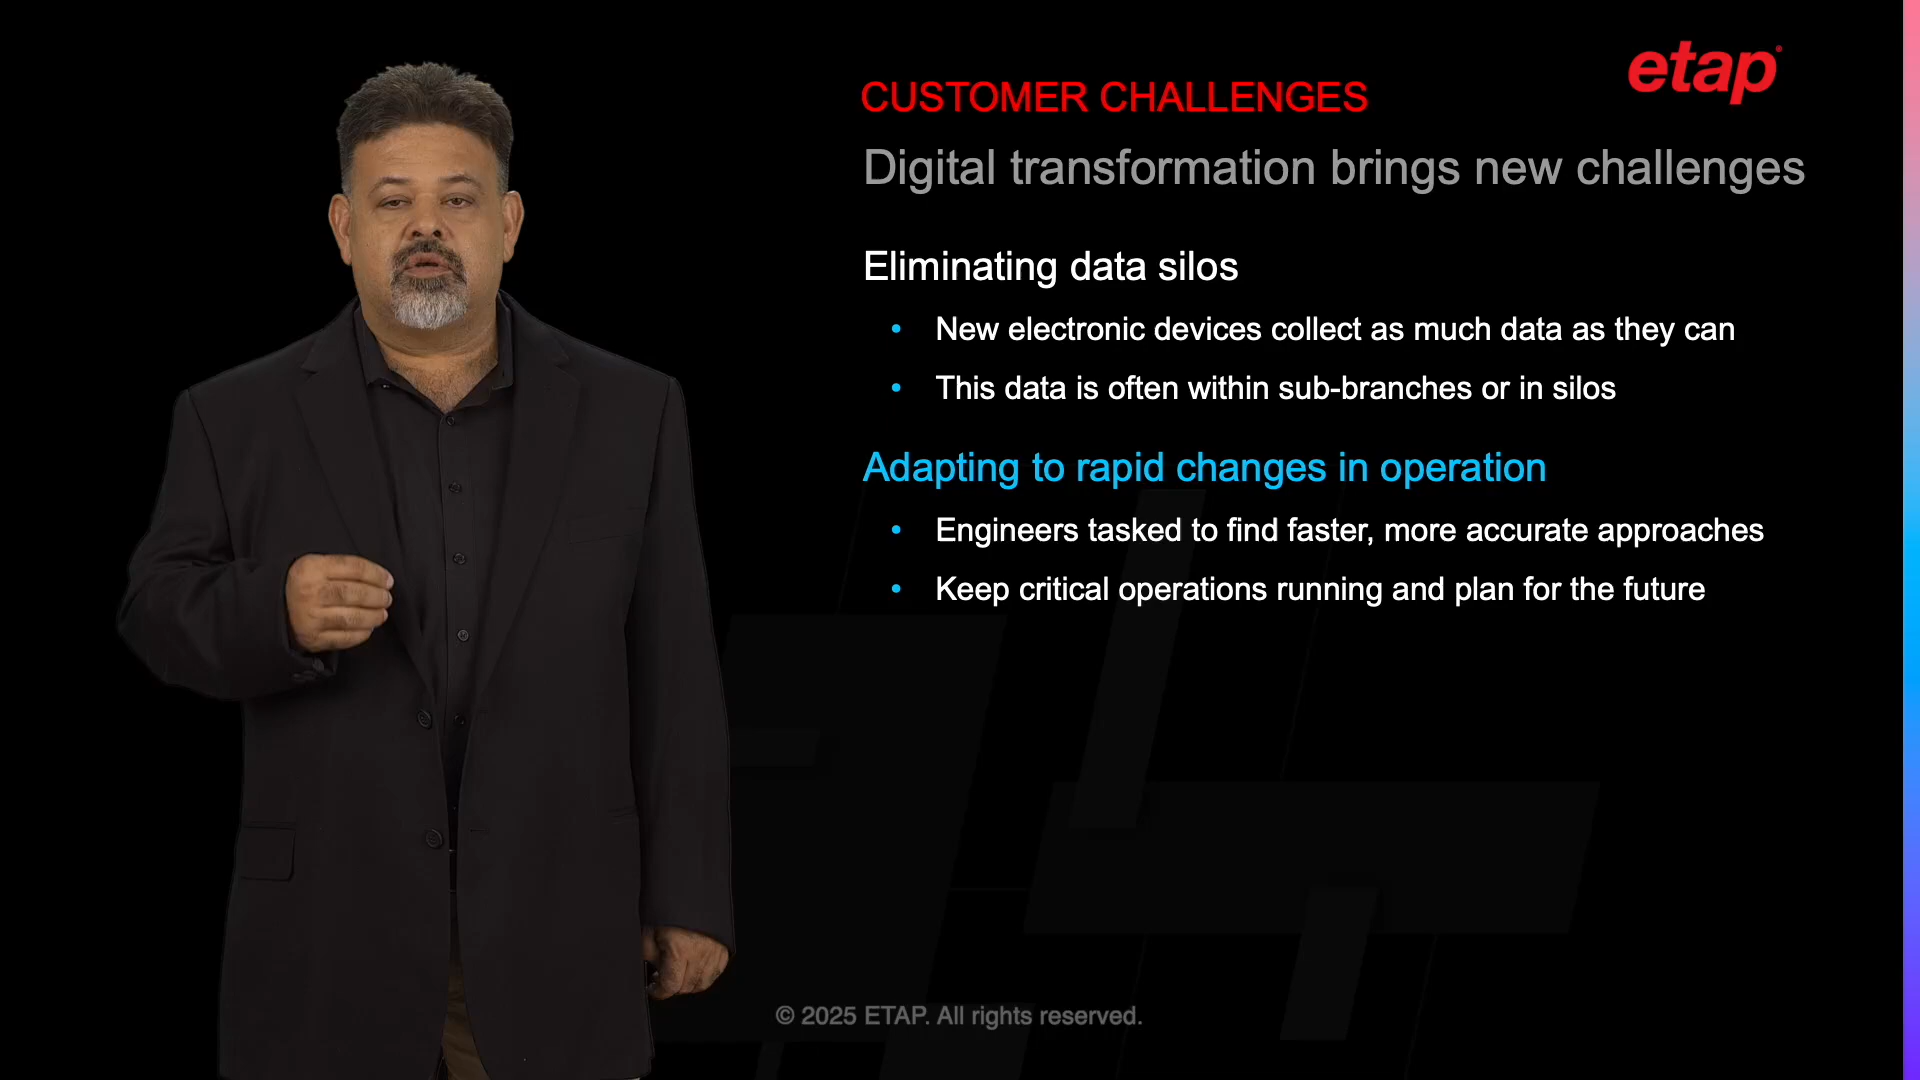 etap
CUSTOMER CHALLENGES
Digital transformation brings new challenges
Eliminating data silos
• New electronic devices collect as much data as they can
• This data is often within sub-branches or in silos
Adapting to rapid changes in operation
• Engineers tasked to find faster, more accurate approaches
• Keep critical operations running and plan for the future
© 2025 ETAP. All rights reserved.